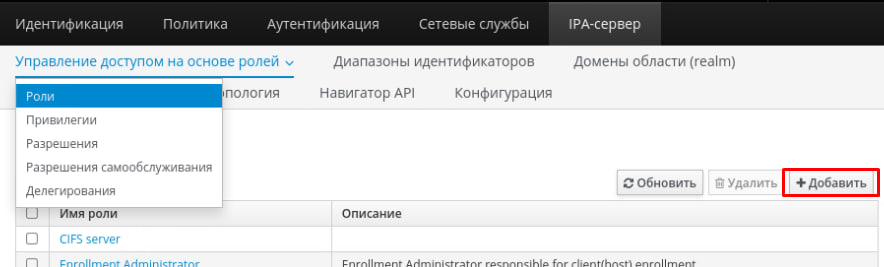 Идентификация Политика Аутентификация Сетевые службы IPA-сервер
Управление доступом на основе ролей Диапазоны идентификаторов Домены области (realm)
Навигатор API Конфигурация
Роли
Привилегии
Разрешения
Разрешения самообслуживания
Делегирования
Обновить Удалить Добавить
Имя роли Описание
CIFS server
Enrollment Administrator Enrollment Administrator responsible for client(host) enrollment